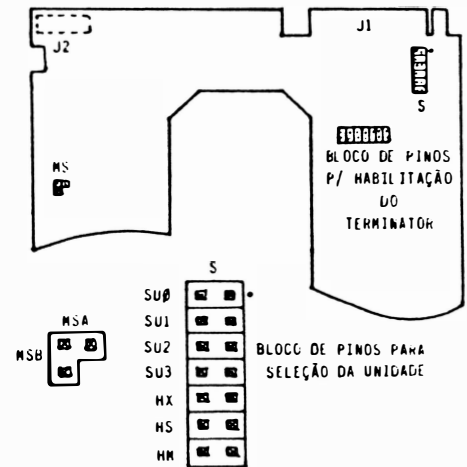 J2
J1
S
MS
BLOCO DE PINOS
P/ HABILITAÇÃO
DO
TERMINATOR
S
SUØ
SU1
SU2
SU3
HX
HS
HM
MSA
MSB
BLOCO DE PINOS PARA
SELEÇÃO DA UNIDADE